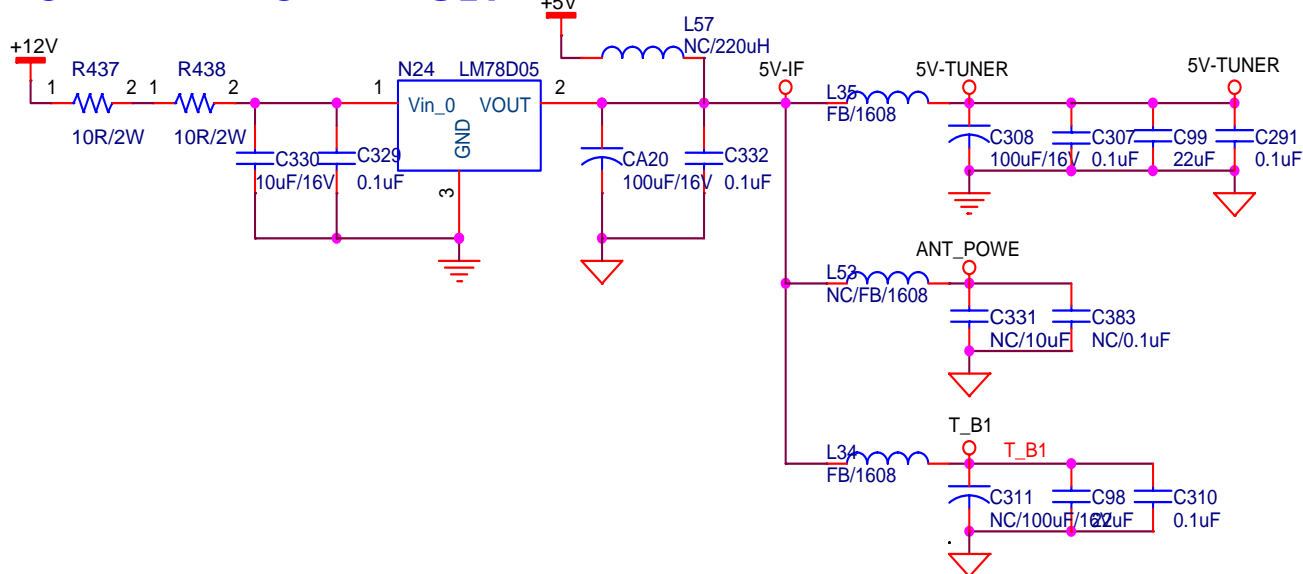 +5V
L57
NC/220uH
+12V
R437
R438
N24
LM78D05
5V-IF
5V-TUNER
5V-TUNER
1
2
1
2
1
2
L35
FB/1608
Vin_0
VOUT
GND
3
10R/2W
10R/2W
C330
10uF/16V
C329
0.1uF
CA20
100uF/16V
C332
0.1uF
C308
100uF/16V
C307
0.1uF
C99
22uF
C291
0.1uF
ANT_POWE
L53
NC/FB/1608
C331
NC/10uF
C383
NC/0.1uF
T_B1
T_B1
L34
FB/1608
C311
NC/100uF/16V
C98
22uF
C310
0.1uF